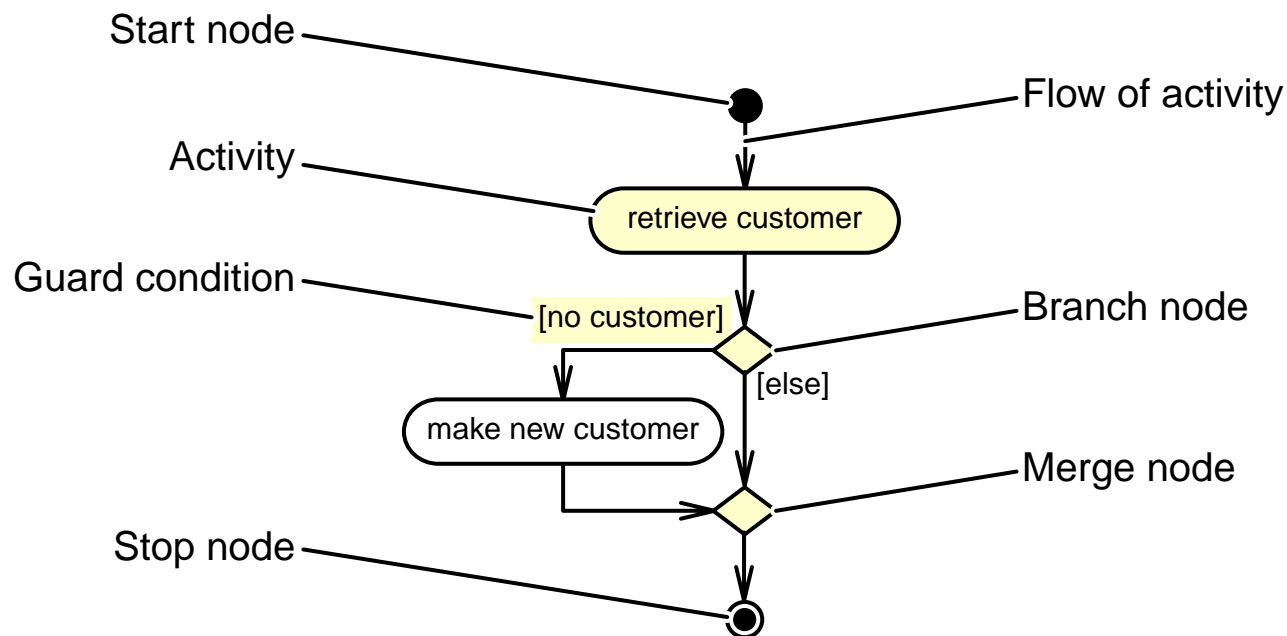 Start node
Flow of activity
Activity
retrieve customer
Guard condition
[no customer]
Branch node
[else]
make new customer
Merge node
Stop node